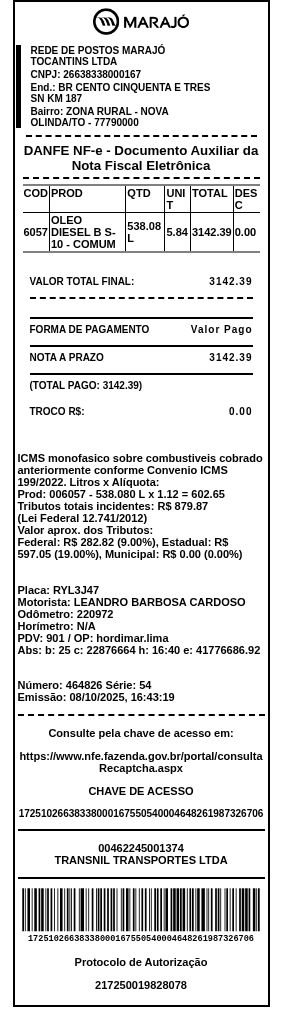 MARAJÓ
REDE DE POSTOS MARAJÓ
TOCANTINS LTDA
CNPJ: 26638338000167
End.: BR CENTO CINQUENTA E TRES
SN KM 187
Bairro: ZONA RURAL - NOVA
OLINDA/TO - 77790000
DANFE NF-e - Documento Auxiliar da
Nota Fiscal Eletrônica
COD PROD QTD UNIT TOTAL DESC
6057 OLEO DIESEL B S-10 - COMUM 538.08 L 5.84 3142.39 0.00
VALOR TOTAL FINAL: 3142.39
FORMA DE PAGAMENTO Valor Pago
NOTA A PRAZO 3142.39
(TOTAL PAGO: 3142.39)
TROCO R$: 0.00
ICMS monofasico sobre combustiveis cobrado
anteriormente conforme Convenio ICMS
199/2022. Litros x Alíquota:
Prod: 006057 - 538.080 L x 1.12 = 602.65
Tributos totais incidentes: R$ 879.87
(Lei Federal 12.741/2012)
Valor aprox. dos Tributos:
Federal: R$ 282.82 (9.00%), Estadual: R$
597.05 (19.00%), Municipal: R$ 0.00 (0.00%)
Placa: RYL3J47
Motorista: LEANDRO BARBOSA CARDOSO
Odômetro: 220972
Horímetro: N/A
PDV: 901 / OP: hordimar.lima
Abs: b: 25 c: 22876664 h: 16:40 e: 41776686.92
Número: 464826 Série: 54
Emissão: 08/10/2025, 16:43:19
Consulte pela chave de acesso em:
https://www.nfe.fazenda.gov.br/portal/consulta
Recaptcha.aspx
CHAVE DE ACESSO
17251026638338000167550540004648261987326706
00462245001374
TRANSNIL TRANSPORTES LTDA
17251026638338000167550540004648261987326706
Protocolo de Autorização
217250019828078